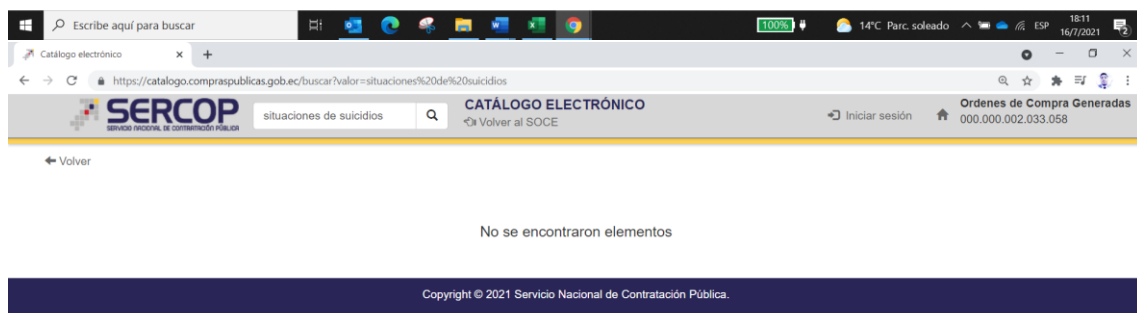 Escribe aquí para buscar
100%
14°C Parc. soleado
ESP
18:11
16/7/2021
2
Catálogo electrónico
https://catalogo.compraspublicas.gob.ec/buscar?valor=situaciones%20de%20suicidios
SERCOP
SERVICIO NACIONAL DE CONTRATACIÓN PÚBLICA
situaciones de suicidios
CATÁLOGO ELECTRÓNICO
Volver al SOCE
Iniciar sesión
Ordenes de Compra Generadas
000.000.002.033.058
Volver
No se encontraron elementos
Copyright © 2021 Servicio Nacional de Contratación Pública.